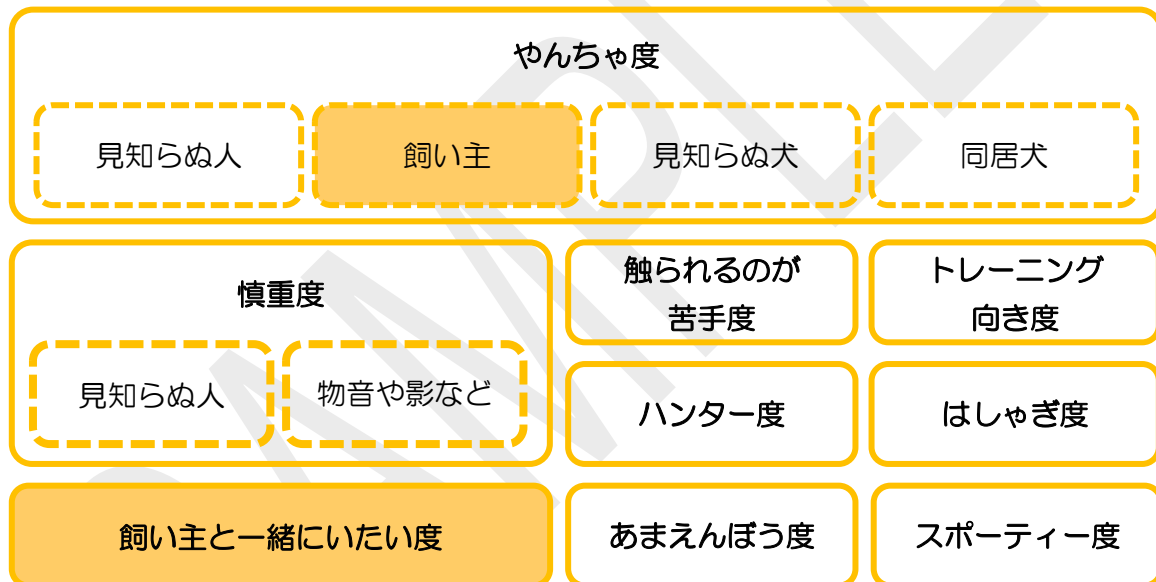 やんちゃ度
見知らぬ人 飼い主 見知らぬ犬 同居犬
慎重度
見知らぬ人 物音や影など
触られるのが
苦手度
トレーニング
向き度
ハンター度 はしゃぎ度
飼い主と一緒にいたい度 あまえんぼう度 スポーティー度
SAMPLE